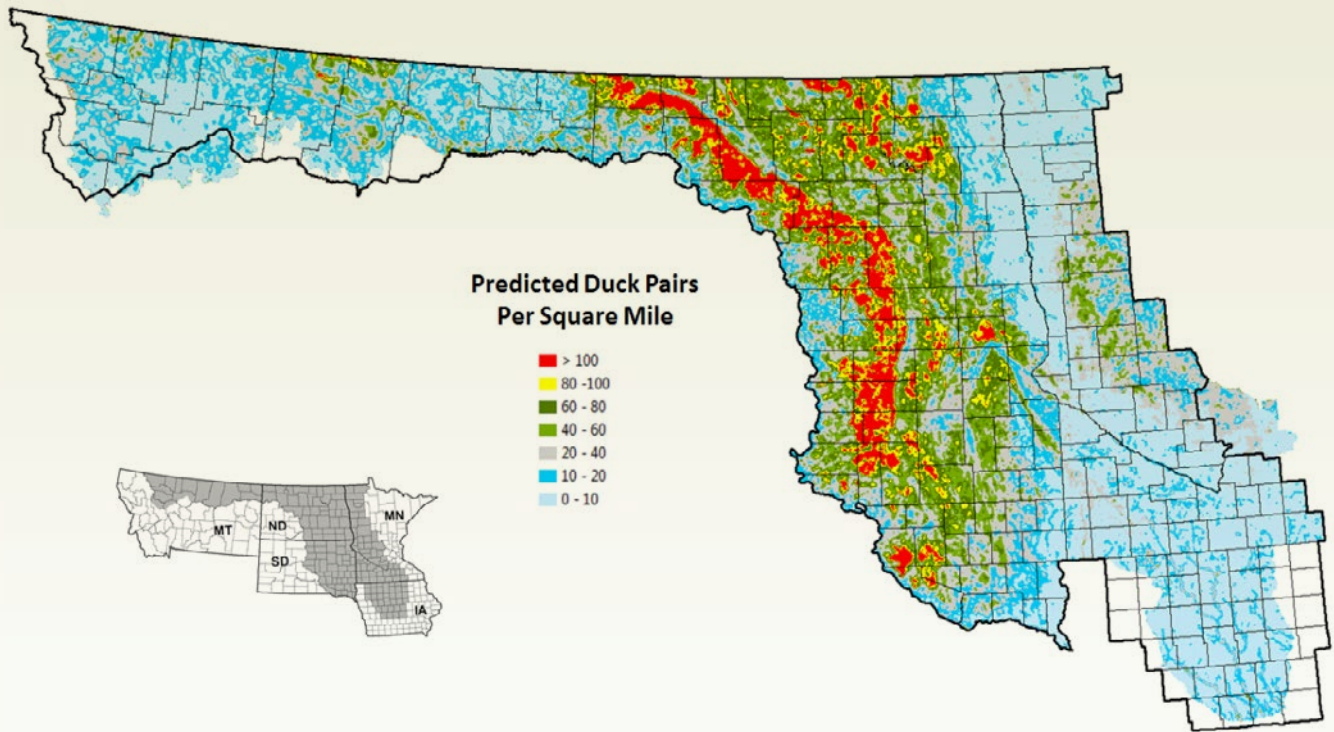 Predicted Duck Pairs
Per Square Mile
> 100
80 -100
60 - 80
40 - 60
20 - 40
10 - 20
0 - 10
MT
ND
MN
SD
IA